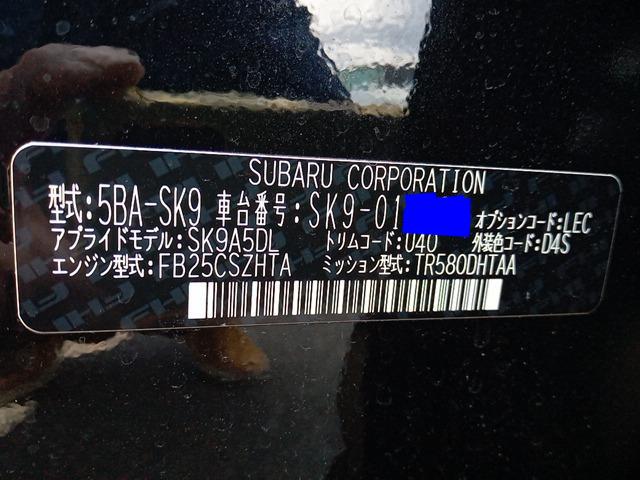 SUBARU CORPORATION
型式:5BA-SK9 車台番号:SK9-01
オプションコード:LEC
アプライドモデル:SK9A5DL トリムコード:U40 外装色コード:D4S
エンジン型式:FB25CSZHTA ミッション型式:TR580DHTAA